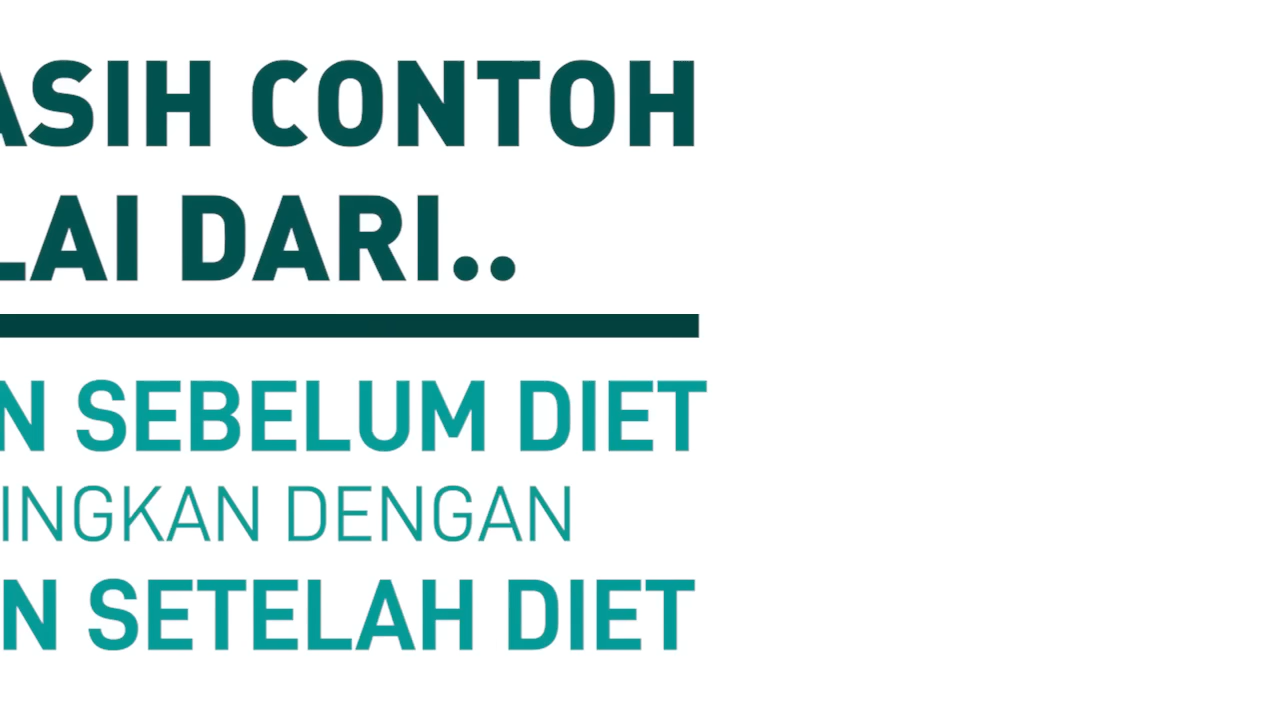 ASIH CONTOH
LAI DARI..
N SEBELUM DIET
INGKAN DENGAN
N SETELAH DIET